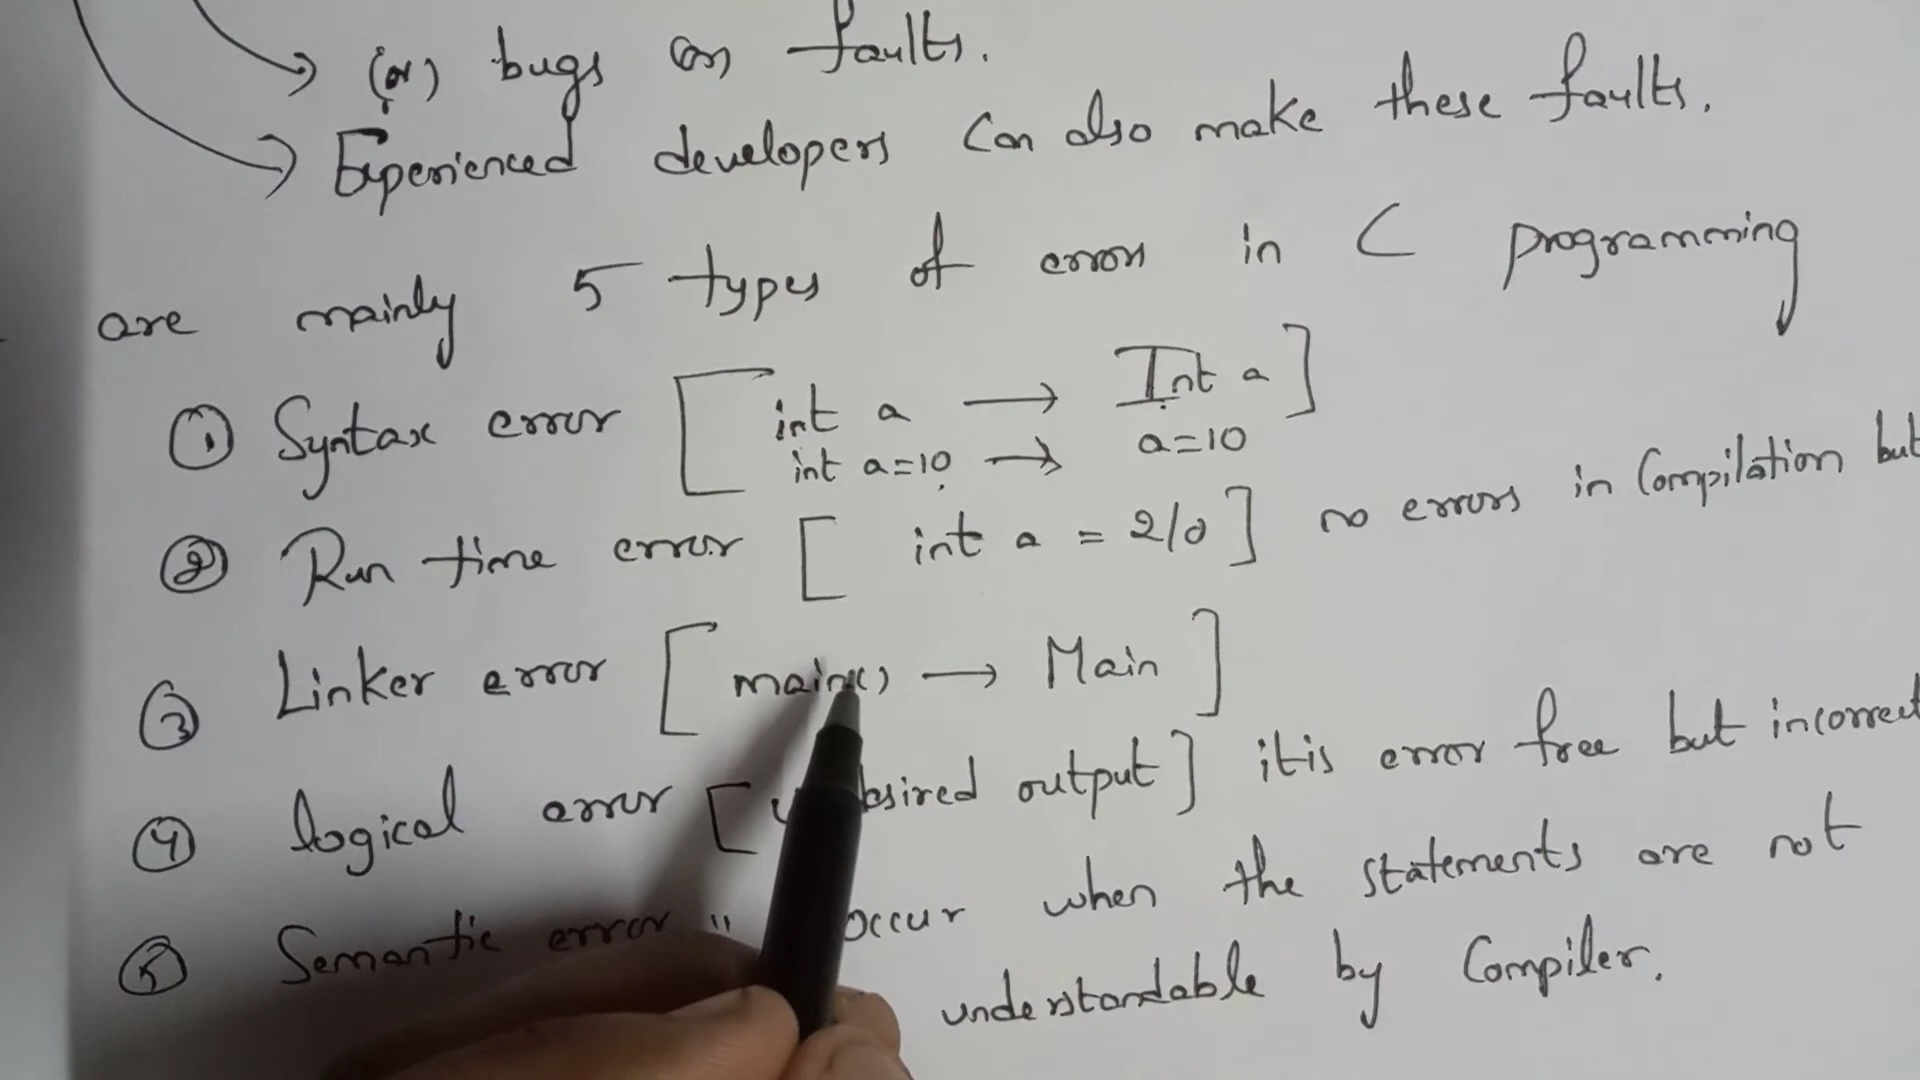 (or) bugs (or) faults.
Experienced developers can also make these faults.
are mainly 5 types of errors in C programming
① Syntax error [ int a → Int a ]
int a=10 → a=10
② Run time error [ int a = 2/0 ] no errors in Compilation but
③ Linker error [ main() → Main ]
④ logical error [ desired output ] it is error free but incorrect
⑤ Semantic error " occur when the statements are not
understandable by Compiler.